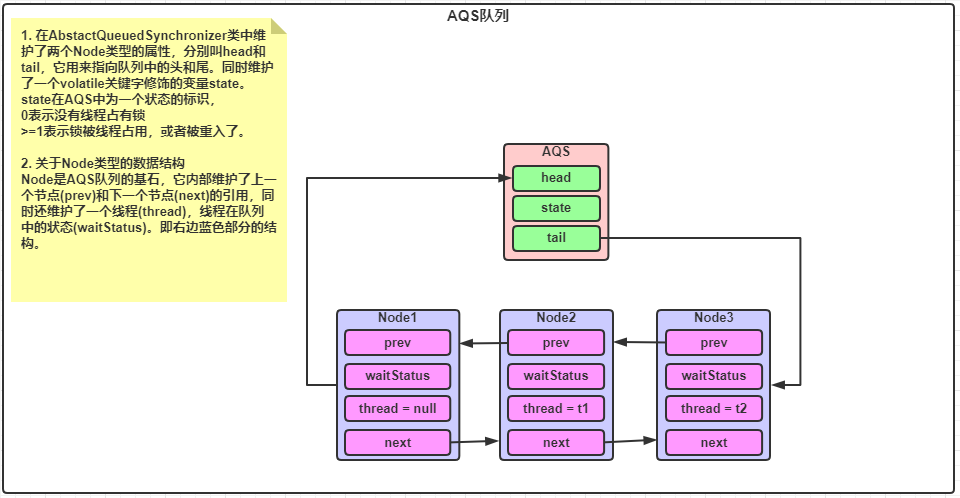 AQS队列
1. 在AbstactQueuedSynchronizer类中维
护了两个Node类型的属性，分别叫head和
tail，它用来指向队列中的头和尾。同时维护
了一个volatile关键字修饰的变量state。
state在AQS中为一个状态的标识，
0表示没有线程占有锁
>=1表示锁被线程占用，或者被重入了。
2. 关于Node类型的数据结构
Node是AQS队列的基石，它内部维护了上一
个节点(prev)和下一个节点(next)的引用，同
时还维护了一个线程(thread)，线程在队列
中的状态(waitStatus)。即右边蓝色部分的结
构。
AQS
head
state
tail
Node1
prev
waitStatus
thread = null
next
Node2
prev
waitStatus
thread = t1
next
Node3
prev
waitStatus
thread = t2
next